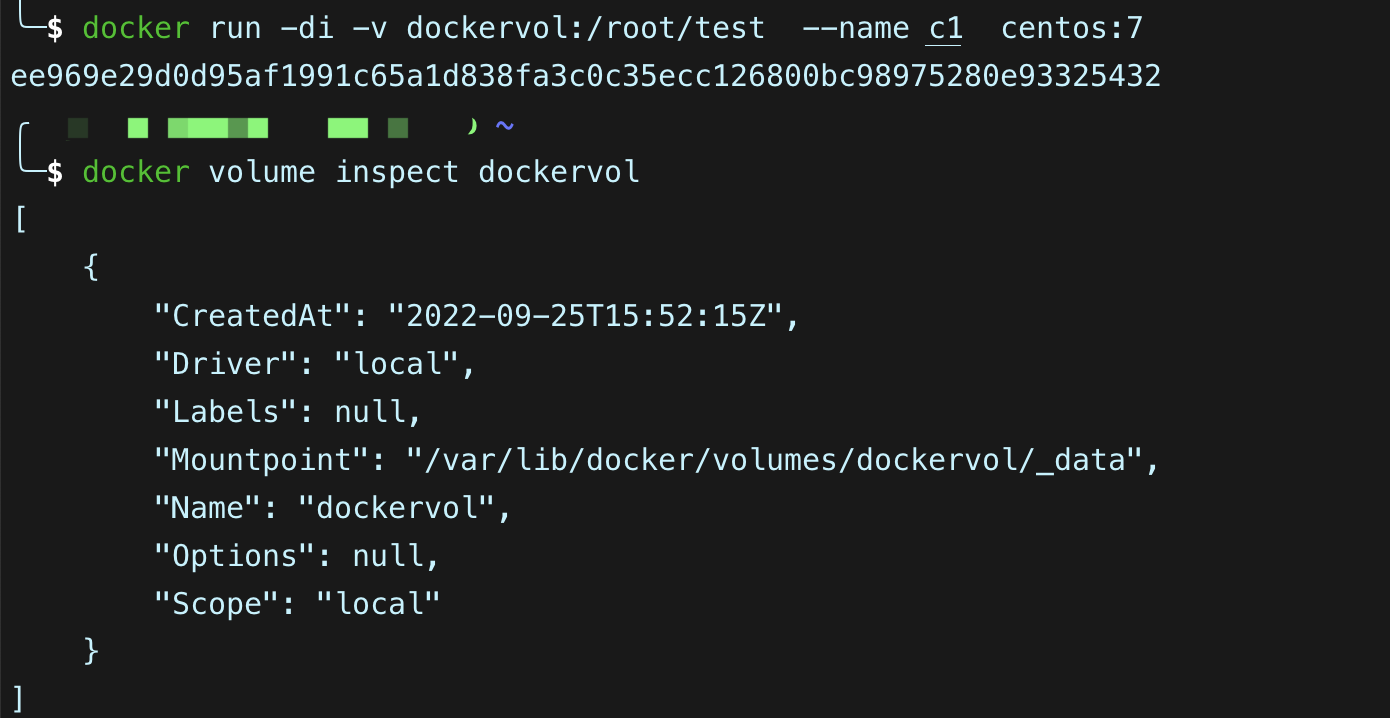 $ docker run -di -v dockervol:/root/test  --name c1  centos:7
ee969e29d0d95af1991c65a1d838fa3c0c35ecc126800bc98975280e93325432
~
$ docker volume inspect dockervol
[
    {
        "CreatedAt": "2022-09-25T15:52:15Z",
        "Driver": "local",
        "Labels": null,
        "Mountpoint": "/var/lib/docker/volumes/dockervol/_data",
        "Name": "dockervol",
        "Options": null,
        "Scope": "local"
    }
]